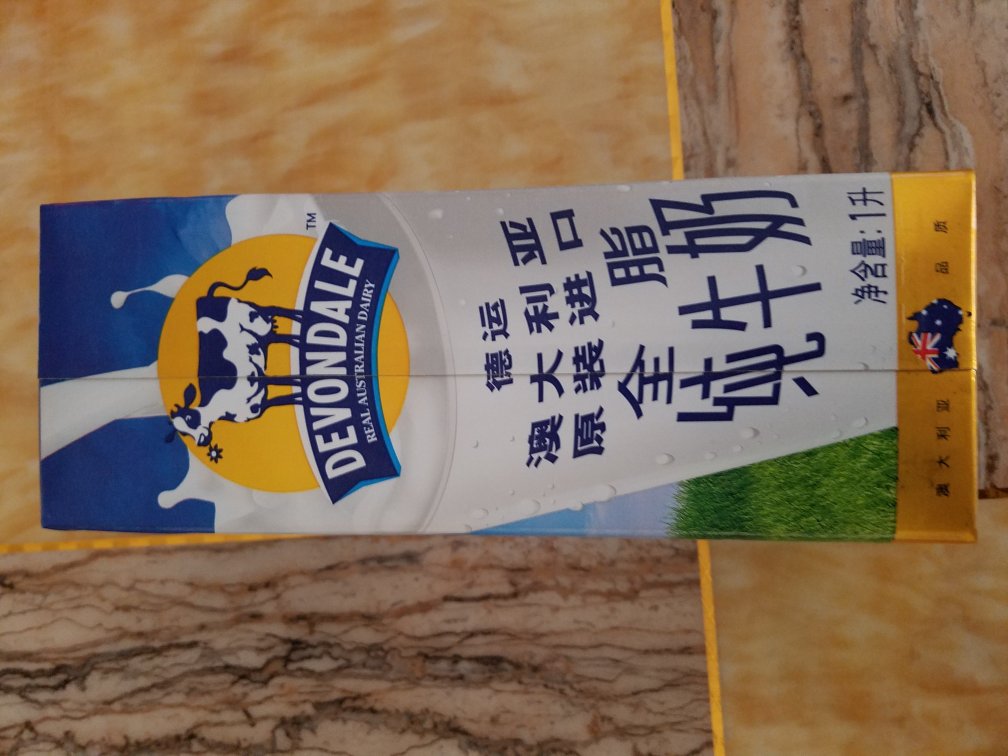 TM
DEVONDALE
REAL AUSTRALIAN DAIRY
德运
澳大利亚
原装進口
全脂
纯牛奶
净含量:1升
澳大利亚 品质